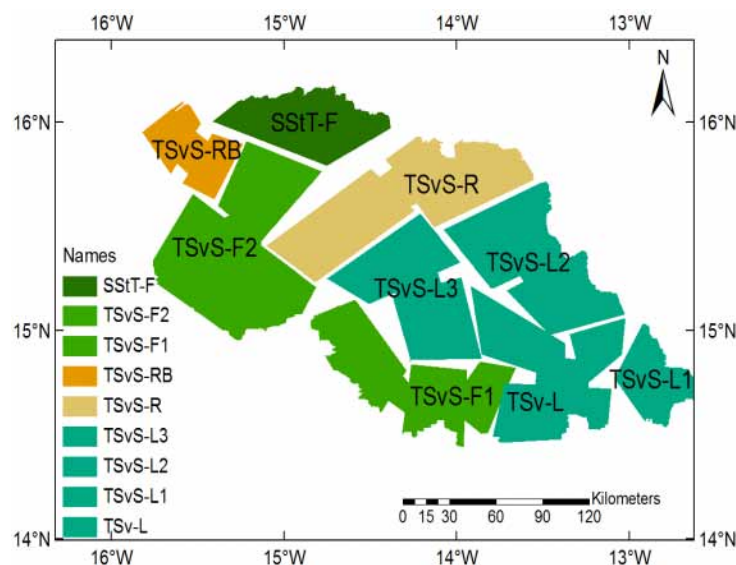 16°W 15°W 14°W 13°W
N
16°N 16°N
SStT-F
TSvS-RB
TSvS-R
TSvS-F2
TSvS-L2
Names
TSvS-L3
SStT-F
TSvS-F2
15°N
TSvS-F1
TSvS-RB
TSvS-L1
TSvS-R
TSvS-F1
TSv-L
TSvS-L3
TSvS-L2
TSvS-L1
Kilometers
TSv-L
0 15 30 60 90 120
14°N 14°N
16°W 15°W 14°W 13°W
15°N